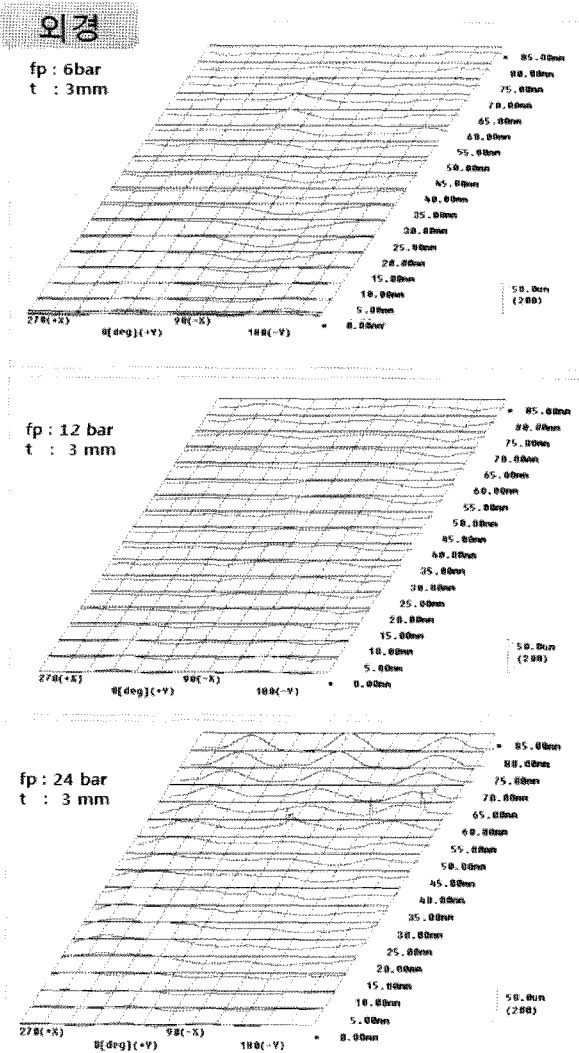 외경
fp : 6bar
t : 3mm
85.00mm
80.00mm
75.00mm
70.00mm
65.00mm
60.00mm
55.00mm
50.00mm
45.00mm
40.00mm
35.00mm
30.00mm
25.00mm
20.00mm
15.00mm
10.00mm
5.00mm
* 0.00mm
50.0um
(200)
270(+X)
0[deg](+Y)
90(-X)
180(-Y)
fp : 12 bar
t : 3 mm
* 85.00mm
80.00mm
75.00mm
70.00mm
65.00mm
60.00mm
55.00mm
50.00mm
45.00mm
40.00mm
35.00mm
30.00mm
25.00mm
20.00mm
15.00mm
10.00mm
5.00mm
* 0.00mm
50.0um
(200)
270(+X)
0[deg](+Y)
90(-X)
180(-Y)
fp : 24 bar
t : 3 mm
* 85.00mm
80.00mm
75.00mm
70.00mm
65.00mm
60.00mm
55.00mm
50.00mm
45.00mm
40.00mm
35.00mm
30.00mm
25.00mm
20.00mm
15.00mm
10.00mm
5.00mm
* 0.00mm
50.0um
(200)
270(+X)
0[deg](+Y)
90(-X)
180(-Y)